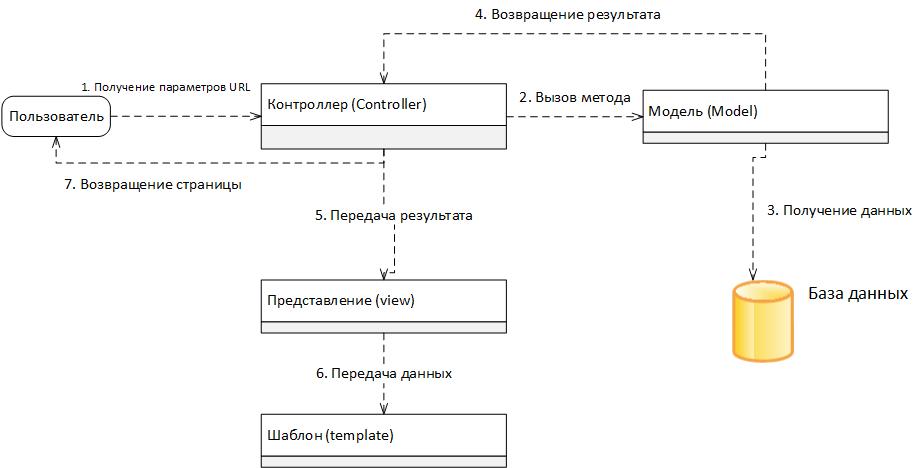 4. Возвращение результата
1. Получение параметров URL
Пользователь
Контроллер (Controller)
2. Вызов метода
Модель (Model)
7. Возвращение страницы
5. Передача результата
3. Получение данных
Представление (view)
База данных
6. Передача данных
Шаблон (template)